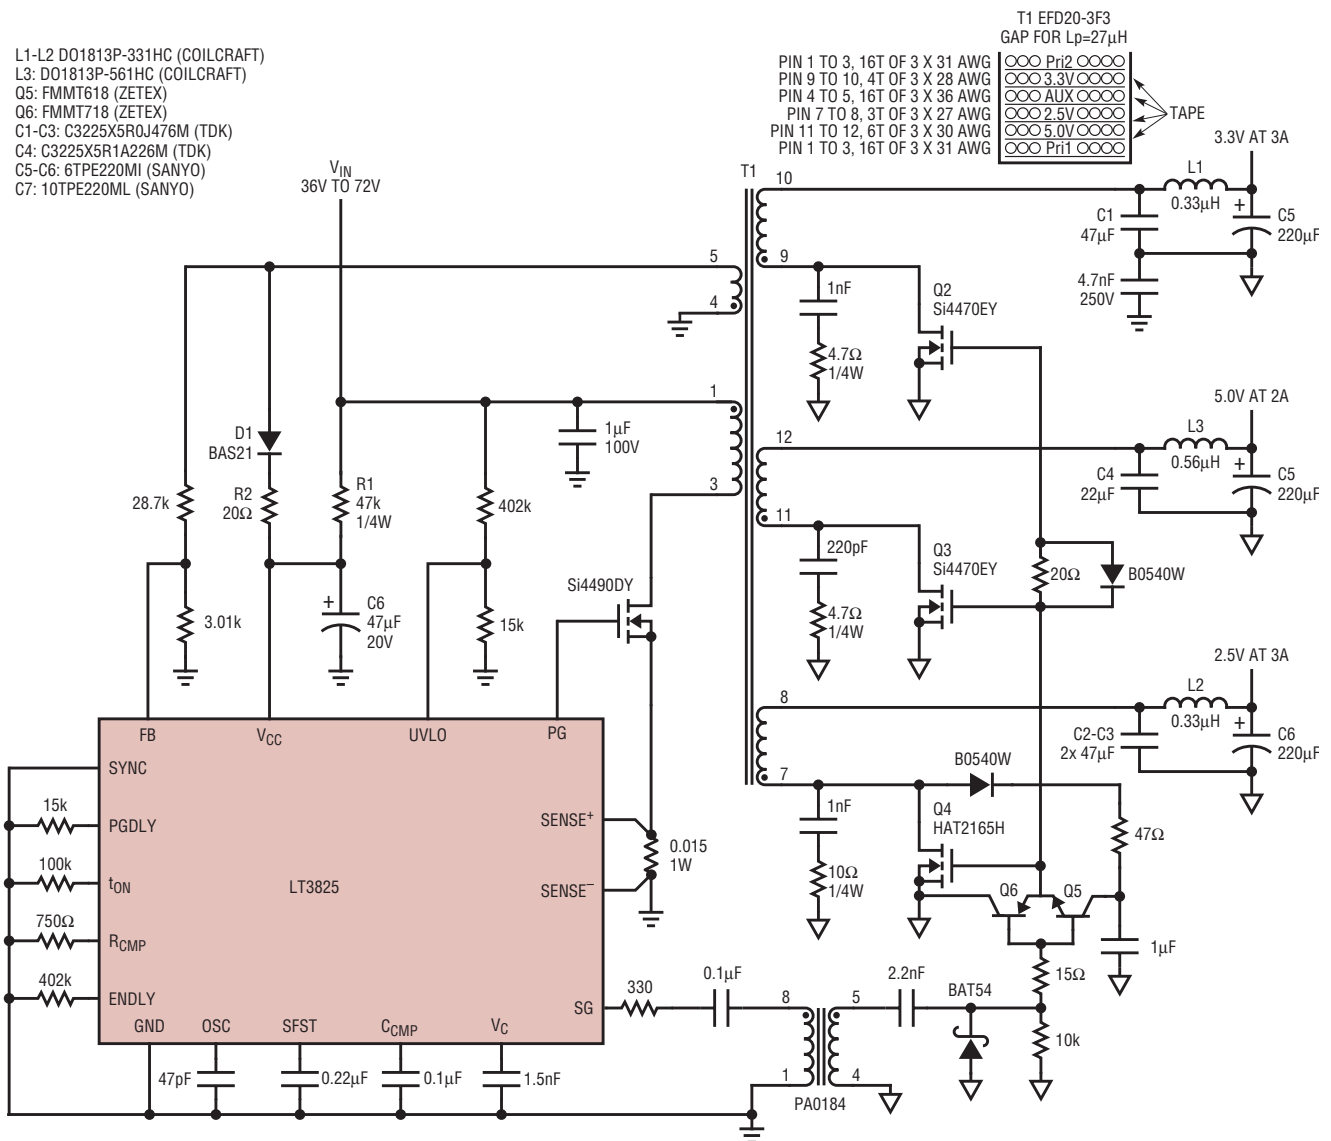 L1-L2 DO1813P-331HC (COILCRAFT)
L3: DO1813P-561HC (COILCRAFT)
Q5: FMMT618 (ZETEX)
Q6: FMMT718 (ZETEX)
C1-C3: C3225X5R0J476M (TDK)
C4: C3225X5R1A226M (TDK)
C5-C6: 6TPE220MI (SANYO)
C7: 10TPE220ML (SANYO)
T1 EFD20-3F3
GAP FOR Lp=27μH
PIN 1 TO 3, 16T OF 3 X 31 AWG
Pri2
PIN 9 TO 10, 4T OF 3 X 28 AWG
3.3V
PIN 4 TO 5, 16T OF 3 X 36 AWG
AUX
PIN 7 TO 8, 3T OF 3 X 27 AWG
2.5V
PIN 11 TO 12, 6T OF 3 X 30 AWG
5.0V
PIN 1 TO 3, 16T OF 3 X 31 AWG
Pri1
TAPE
VIN
36V TO 72V
T1
10
9
5
4
1
3
12
11
8
7
3.3V AT 3A
L1
0.33μH
C1
47μF
+
C5
220μF
4.7nF
250V
1nF
4.7Ω
1/4W
Q2
Si4470EY
5.0V AT 2A
L3
0.56μH
C4
22μF
+
C5
220μF
220pF
4.7Ω
1/4W
Q3
Si4470EY
20Ω
B0540W
2.5V AT 3A
L2
0.33μH
C2-C3
2x 47μF
+
C6
220μF
B0540W
1nF
10Ω
1/4W
Q4
HAT2165H
47Ω
Q6
Q5
1μF
15Ω
10k
D1
BAS21
R2
20Ω
R1
47k
1/4W
28.7k
3.01k
+
C6
47μF
20V
402k
15k
1μF
100V
Si4490DY
FB
VCC
UVLO
PG
SYNC
15k
PGDLY
100k
tON
750Ω
RCMP
402k
ENDLY
LT3825
SENSE+
SENSE−
0.015
1W
SG
330
0.1μF
8
1
PA0184
5
4
2.2nF
BAT54
GND
OSC
SFST
CCMP
VC
47pF
0.22μF
0.1μF
1.5nF